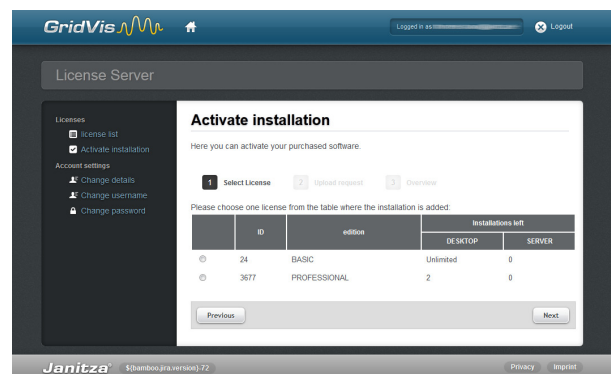 GridVis
Logged in as
Logout
License Server
Licenses
license list
Activate installation
Account settings
Change details
Change username
Change password
Activate installation
Here you can activate your purchased software.
1 Select License 2 Upload request 3 Overview
Please choose one license from the table where the installation is added:
ID edition Installations left
DESKTOP SERVER
24 BASIC Unlimited 0
3677 PROFESSIONAL 2 0
Previous Next
Janitza® $(bamboo.jira.version)-72 Privacy Imprint